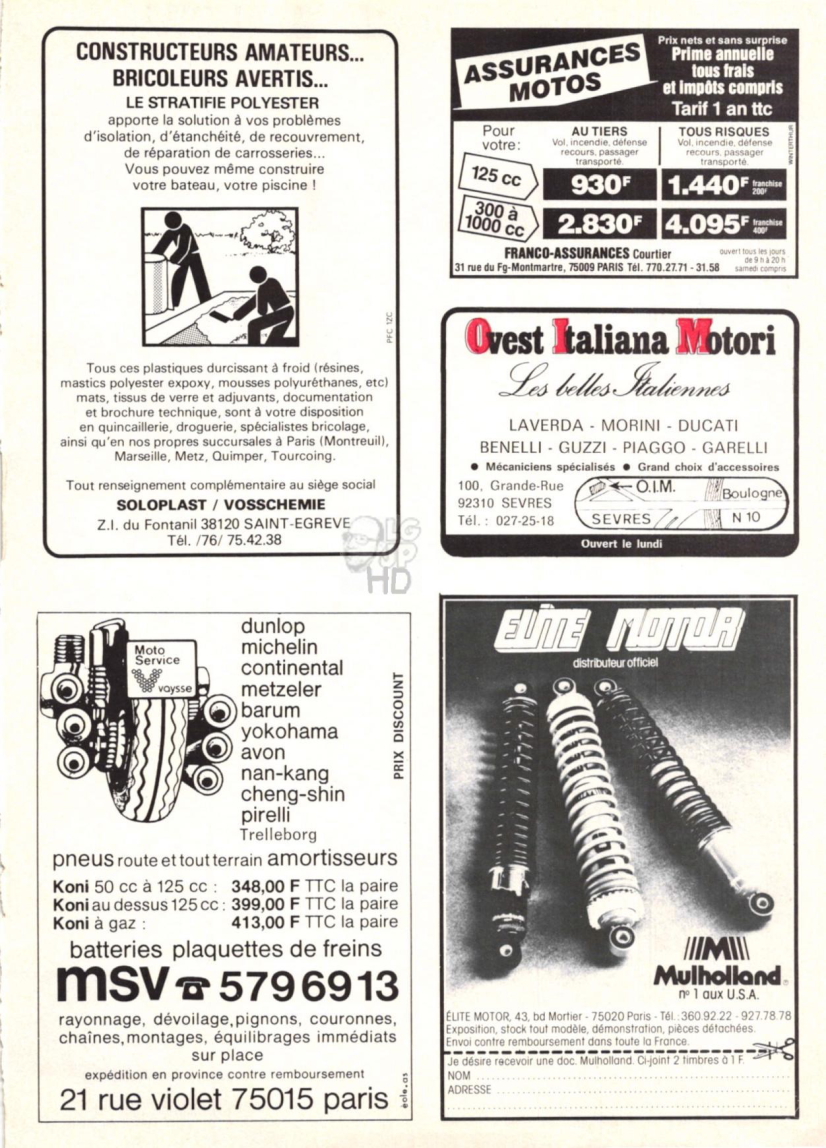 CONSTRUCTEURS AMATEURS...
BRICOLEURS AVERTIS...
LE STRATIFIE POLYESTER
apporte la solution à vos problèmes
d'isolation, d'étanchéité, de recouvrement,
de réparation de carrosseries...
Vous pouvez même construire
votre bateau, votre piscine !
PFC 1ZC
Tous ces plastiques durcissant à froid (résines,
mastics polyester expoxy, mousses polyuréthanes, etc)
mats, tissus de verre et adjuvants, documentation
et brochure technique, sont à votre disposition
en quincaillerie, droguerie, spécialistes bricolage,
ainsi qu'en nos propres succursales à Paris (Montreuil),
Marseille, Metz, Quimper, Tourcoing.
Tout renseignement complémentaire au siège social
SOLOPLAST / VOSSCHEMIE
Z.I. du Fontanil 38120 SAINT-EGREVE
Tél. /76/ 75.42.38
BIG UP
HD
ASSURANCES
MOTOS
Prix nets et sans surprise
Prime annuelle
tous frais
et impôts compris
Tarif 1 an ttc
Pour
votre:
AU TIERS
Vol, incendie, défense
recours, passager
transporté.
TOUS RISQUES
Vol, incendie, défense
recours, passager
transporté.
WINTERTHUR
125 cc
930F
1.440F franchise 200F
300 à
1000 cc
2.830F
4.095F franchise 400F
FRANCO-ASSURANCES Courtier
31 rue du Fg-Montmartre, 75009 PARIS Tél. 770.27.71 - 31.58
ouvert tous les jours
de 9 h à 20 h
samedi compris
Ovest Italiana Motori
Les belles Italiennes
LAVERDA - MORINI - DUCATI
BENELLI - GUZZI - PIAGGO - GARELLI
● Mécaniciens spécialisés ● Grand choix d'accessoires
100, Grande-Rue
92310 SEVRES
Tél. : 027-25-18
O.I.M.
Boulogne
SEVRES
N 10
Ouvert le lundi
Moto
Service
vaysse
dunlop
michelin
continental
metzeler
barum
yokohama
avon
nan-kang
cheng-shin
pirelli
Trelleborg
PRIX DISCOUNT
pneus route et tout terrain amortisseurs
Koni 50 cc à 125 cc : 348,00 F TTC la paire
Koni au dessus 125 cc : 399,00 F TTC la paire
Koni à gaz : 413,00 F TTC la paire
batteries plaquettes de freins
msv ☎ 579 69 13
rayonnage, dévoilage, pignons, couronnes,
chaînes, montages, équilibrages immédiats
sur place
expédition en province contre remboursement
21 rue violet 75015 paris
éole.as
ELITE MOTOR
distributeur officiel
Mulholland
n° 1 aux U.S.A.
ÉLITE MOTOR, 43, bd Mortier - 75020 Paris - Tél. : 360.92.22 - 927.78.78
Exposition, stock tout modèle, démonstration, pièces détachées.
Envoi contre remboursement dans toute la France.
Je désire recevoir une doc. Mulholland. Ci-joint 2 timbres à 1 F.
NOM
ADRESSE